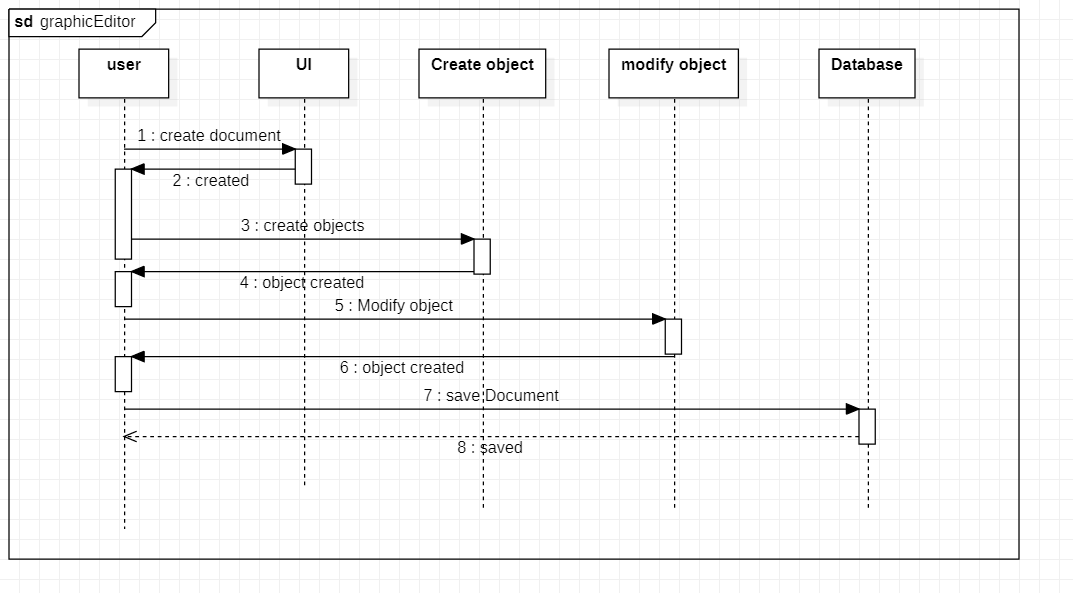 sd graphicEditor
user
UI
Create object
modify object
Database
1 : create document
2 : created
3 : create objects
4 : object created
5 : Modify object
6 : object created
7 : save Document
8 : saved